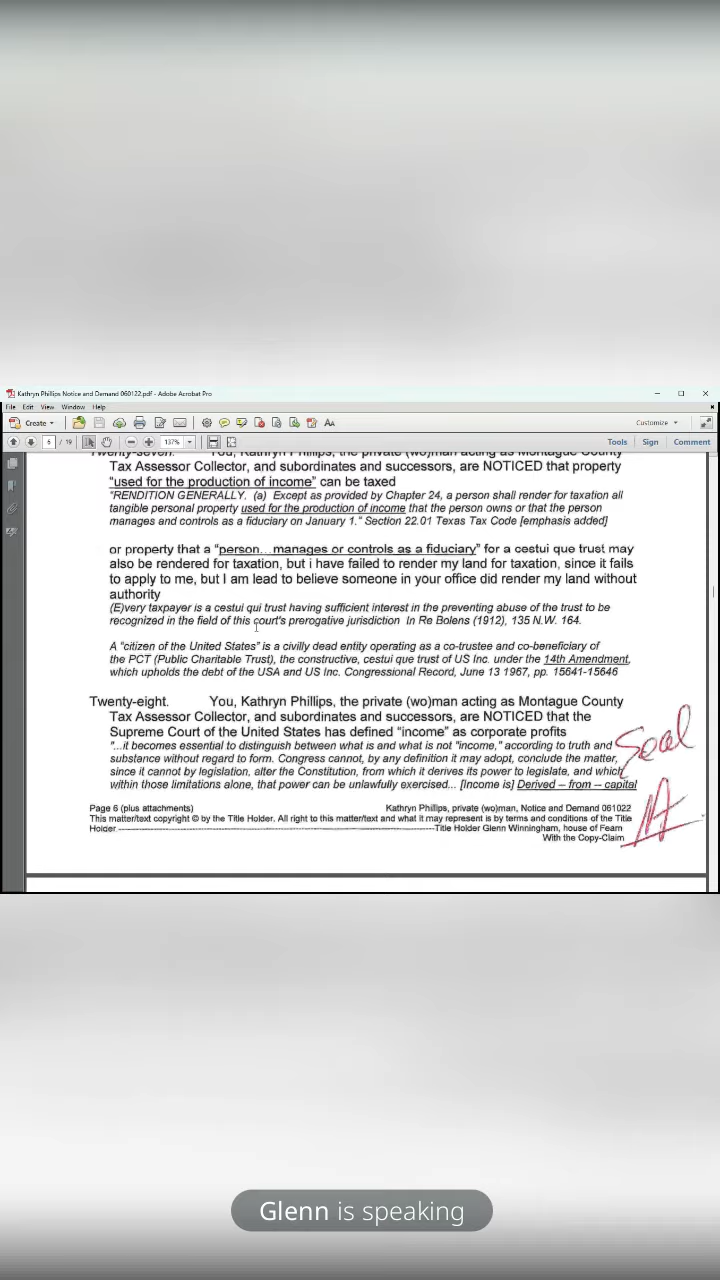 Kathryn Phillips Notice and Demand 060122.pdf - Adobe Acrobat Pro
File Edit View Window Help
Create Customize
6 / 19 137% Tools Sign Comment
Twenty-seven. You, Kathryn Phillips, the private (wo)man acting as Montague County
Tax Assessor Collector, and subordinates and successors, are NOTICED that property
“used for the production of income” can be taxed
"RENDITION GENERALLY. (a) Except as provided by Chapter 24, a person shall render for taxation all
tangible personal property used for the production of income that the person owns or that the person
manages and controls as a fiduciary on January 1." Section 22.01 Texas Tax Code [emphasis added]
or property that a “person... manages or controls as a fiduciary” for a cestui que trust may
also be rendered for taxation, but i have failed to render my land for taxation, since it fails
to apply to me, but I am lead to believe someone in your office did render my land without
authority
(E)very taxpayer is a cestui qui trust having sufficient interest in the preventing abuse of the trust to be
recognized in the field of this court's prerogative jurisdiction In Re Bolens (1912), 135 N.W. 164.
A "citizen of the United States" is a civilly dead entity operating as a co-trustee and co-beneficiary of
the PCT (Public Charitable Trust), the constructive, cestui que trust of US Inc. under the 14th Amendment,
which upholds the debt of the USA and US Inc. Congressional Record, June 13 1967, pp. 15641-15646
Twenty-eight. You, Kathryn Phillips, the private (wo)man acting as Montague County
Tax Assessor Collector, and subordinates and successors, are NOTICED that the
Supreme Court of the United States has defined “income” as corporate profits
"...it becomes essential to distinguish between what is and what is not "income," according to truth and
substance without regard to form. Congress cannot, by any definition it may adopt, conclude the matter,
since it cannot by legislation, alter the Constitution, from which it derives its power to legislate, and which
within those limitations alone, that power can be unlawfully exercised... [Income is] Derived – from – capital
Seal
Page 6 (plus attachments) Kathryn Phillips, private (wo)man, Notice and Demand 061022
This matter/text copyright © by the Title Holder. All right to this matter/text and what it may represent is by terms and conditions of the Title
Holder. Title Holder Glenn Winningham, house of Fearn
With the Copy-Claim
Glenn is speaking